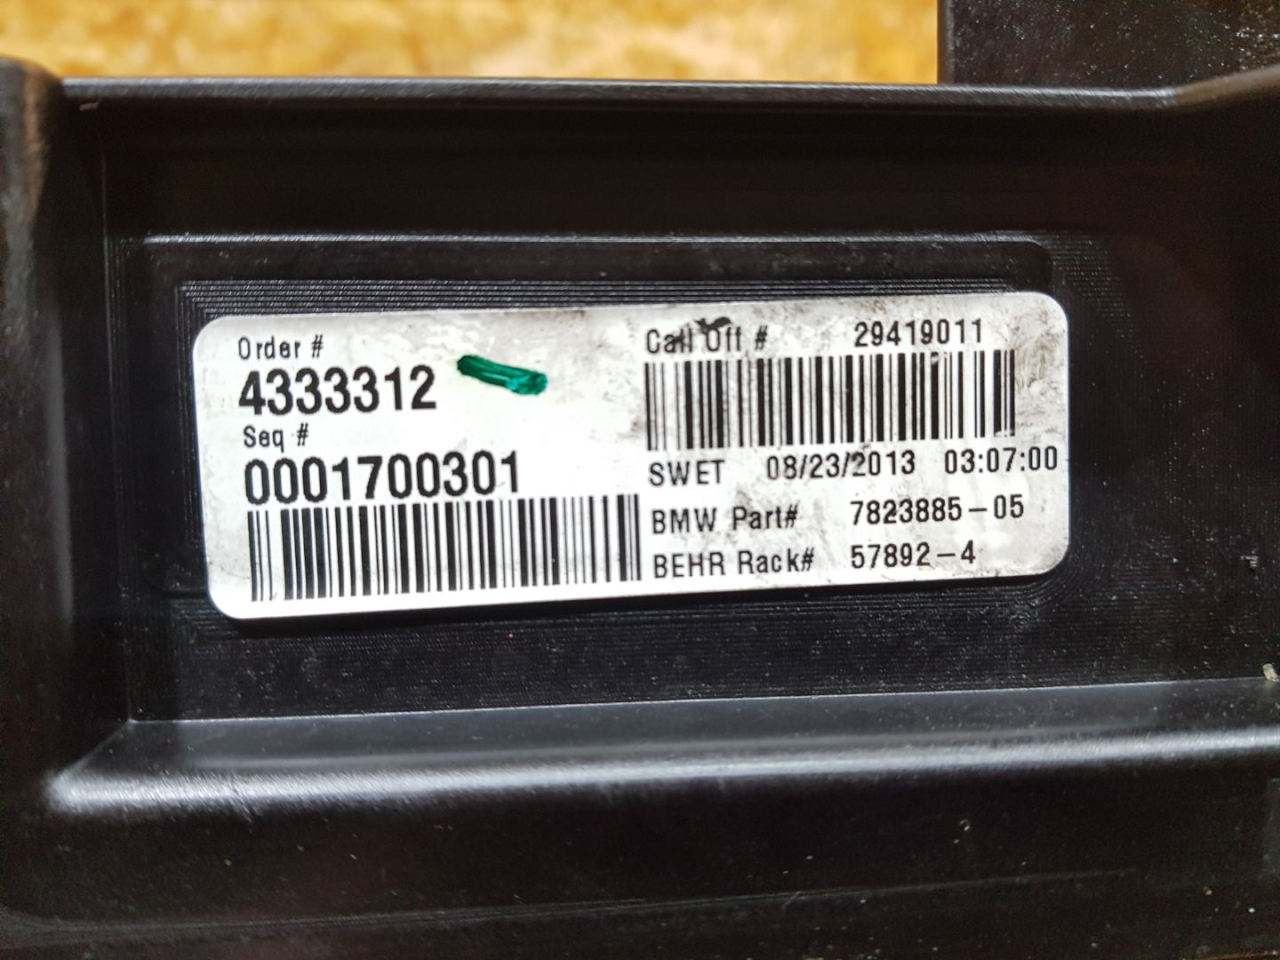 Order #
4333312
Seq #
0001700301
Call Off # 29419011
SWET 08/23/2013 03:07:00
BMW Part# 7823885-05
BEHR Rack# 57892-4